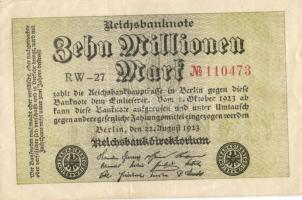 Reichsbanknote
Zehn Millionen
RW-27 Mark № 110473
zahlt die Reichsbankhauptkasse in Berlin gegen diese
Banknote dem Einlieferer. Vom 1. Oktober 1923 ab
kann diese Banknote aufgerufen und unter Umtausch
gegen andere gesetzliche Zahlungsmittel eingezogen werden
Berlin, den 22. August 1923
Reichsbankdirektorium